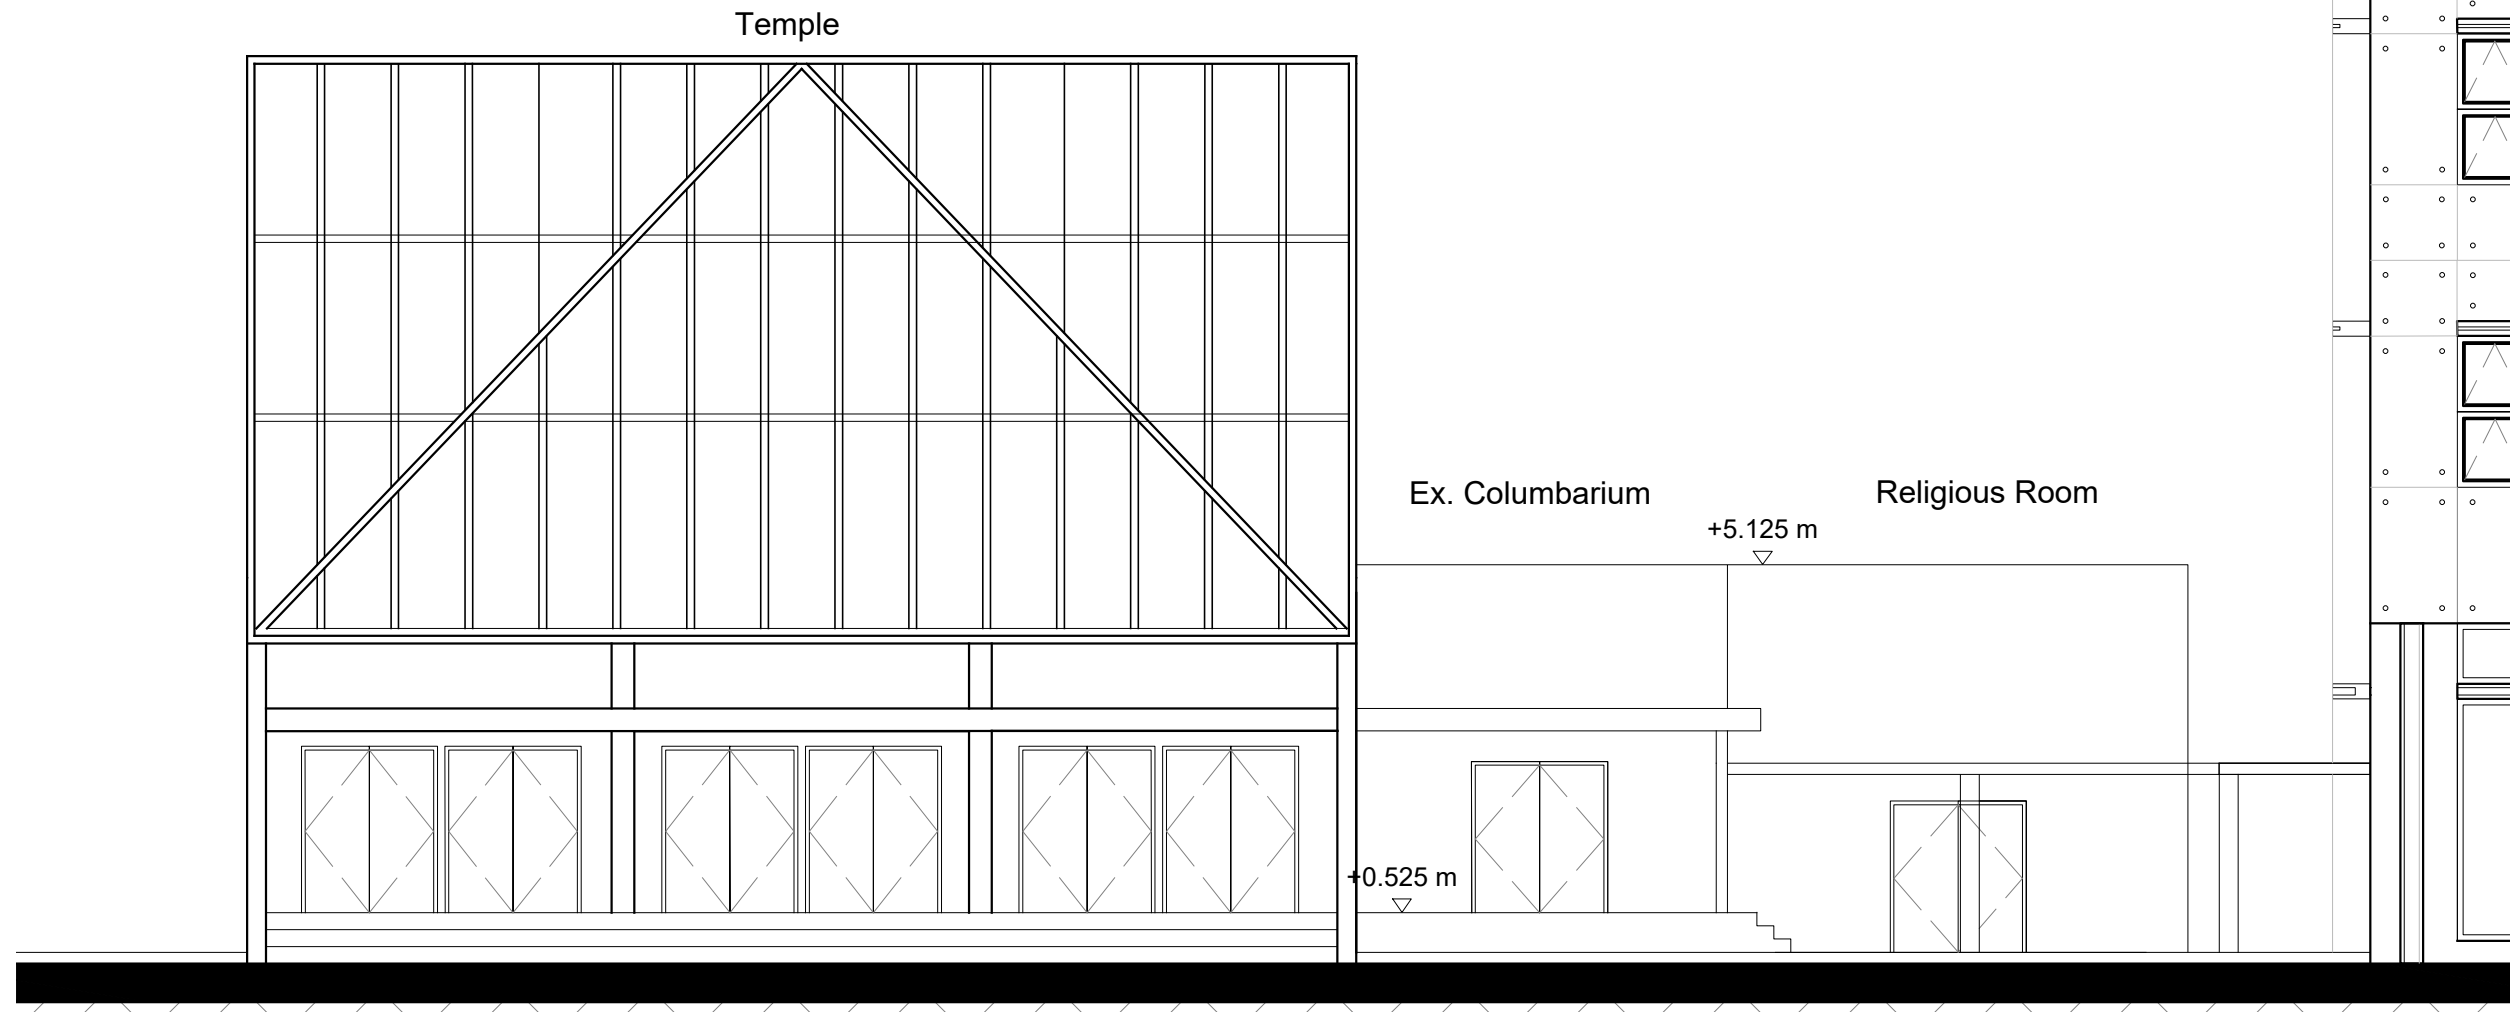 Temple
Ex. Columbarium
Religious Room
+5.125 m
+0.525 m